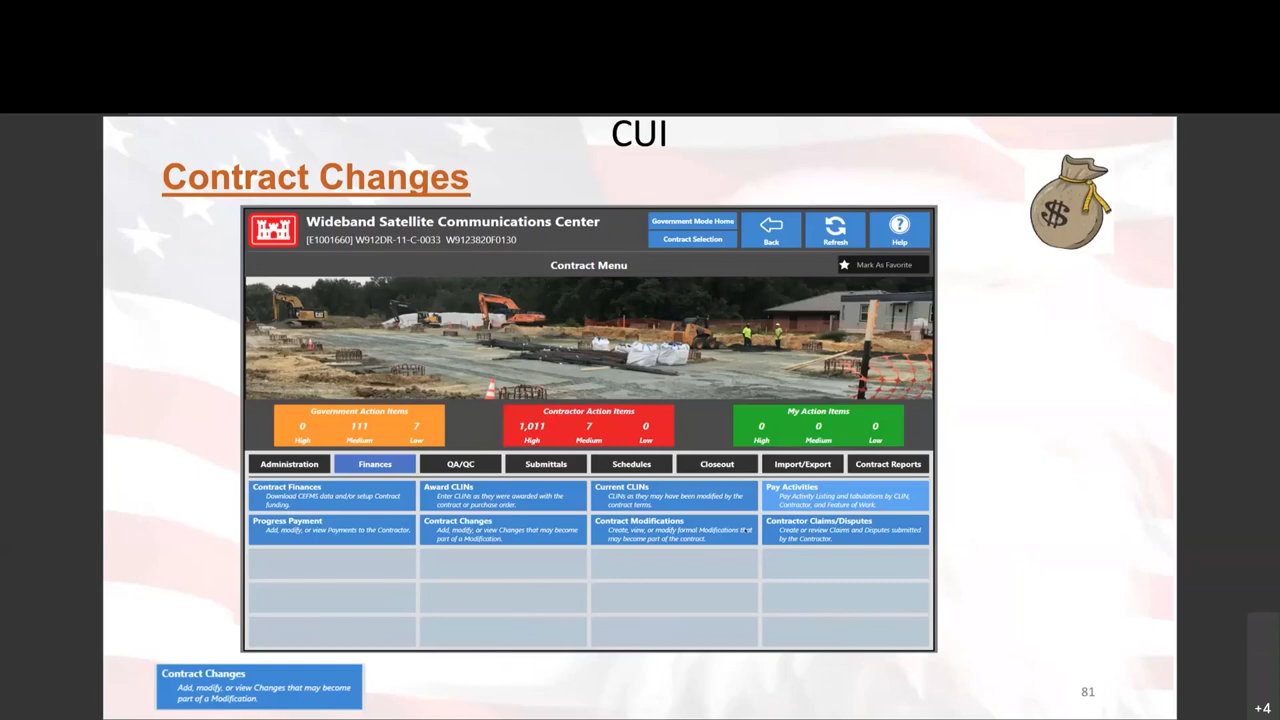 CUI
Contract Changes
Wideband Satellite Communications Center
[E1001660] W912DR-11-C-0033 W9123820F0130
Government Mode Home
Contract Selection
Back
Refresh
Help
Contract Menu
Mark As Favorite
Government Action Items
0 111 7
High Medium Low
Contractor Action Items
1,011 7 0
High Medium Low
My Action Items
0 0 0
High Medium Low
Administration
Finances
QA/QC
Submittals
Schedules
Closeout
Import/Export
Contract Reports
Contract Finances
Download CEFMS data and/or setup Contract
funding.
Award CLINs
Enter CLINs as they were awarded with the
contract or purchase order.
Current CLINs
CLINs as they may have been modified by the
contract terms.
Pay Activities
Pay Activity Listing and tabulations by CLIN,
Contractor, and Feature of Work.
Progress Payment
Add, modify, or view Payments to the Contractor.
Contract Changes
Add, modify, or view Changes that may become
part of a Modification.
Contract Modifications
Create, view, or modify formal Modifications that
may become part of the contract.
Contractor Claims/Disputes
Create or review Claims and Disputes submitted
by the Contractor.
Contract Changes
Add, modify, or view Changes that may become
part of a Modification.
81
+4